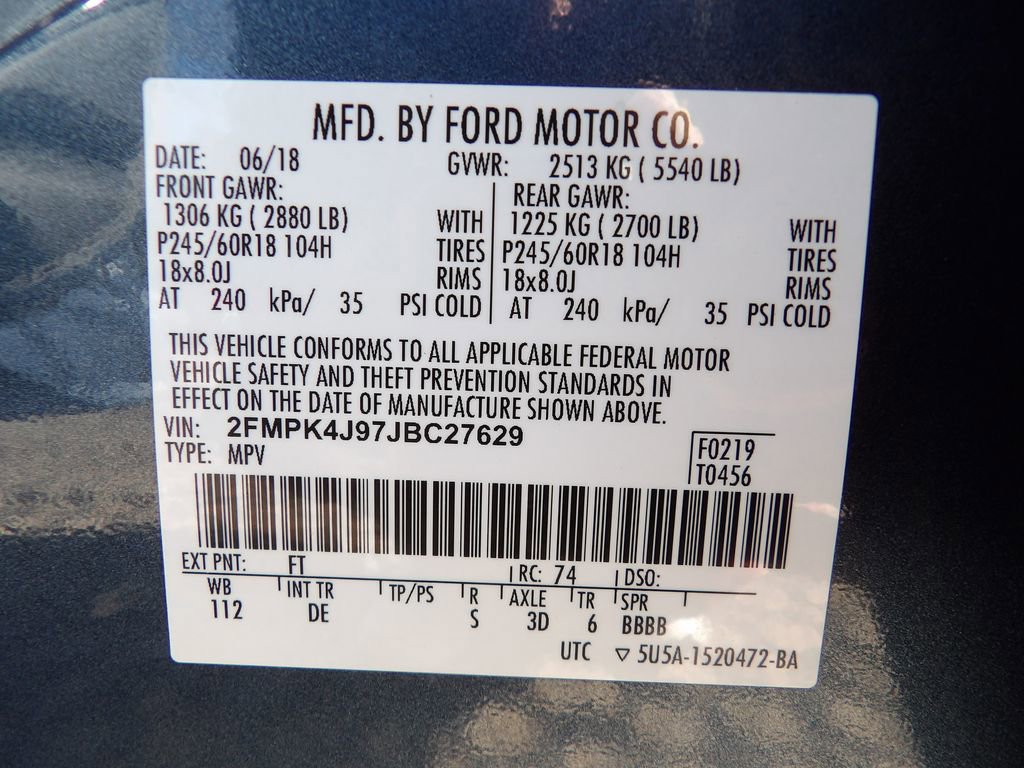 MFD. BY FORD MOTOR CO.
DATE: 06/18 GVWR: 2513 KG ( 5540 LB)
FRONT GAWR: REAR GAWR:
1306 KG ( 2880 LB) WITH 1225 KG ( 2700 LB) WITH
P245/60R18 104H TIRES P245/60R18 104H TIRES
18x8.0J RIMS 18x8.0J RIMS
AT 240 kPa/ 35 PSI COLD AT 240 kPa/ 35 PSI COLD
THIS VEHICLE CONFORMS TO ALL APPLICABLE FEDERAL MOTOR
VEHICLE SAFETY AND THEFT PREVENTION STANDARDS IN
EFFECT ON THE DATE OF MANUFACTURE SHOWN ABOVE.
VIN: 2FMPK4J97JBC27629
TYPE: MPV
F0219
T0456
EXT PNT: FT RC: 74 DSO:
WB INT TR TP/PS R AXLE TR SPR
112 DE S 3D 6 BBBB
UTC ▽ 5U5A-1520472-BA